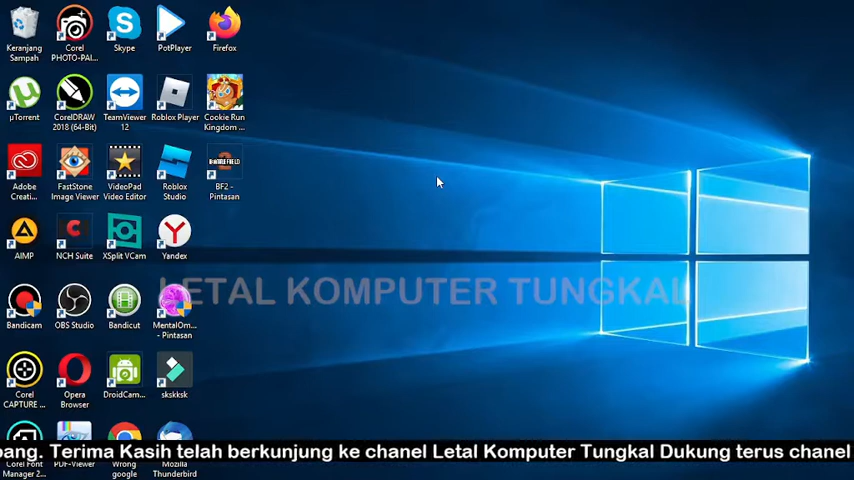 Keranjang
Sampah
Corel
PHOTO-PAI...
Skype
PotPlayer
Firefox
µTorrent
CorelDRAW
2018 (64-Bit)
TeamViewer
12
Roblox Player
Cookie Run
Kingdom ...
Adobe
Creati...
FastStone
Image Viewer
VideoPad
Video Editor
Roblox
Studio
BF2 -
Pintasan
AIMP
NCH Suite
XSplit VCam
Yandex
LETAL KOMPUTER TUNGKAL
Bandicam
OBS Studio
Bandicut
MentalOm...
- Pintasan
Corel
CAPTURE ...
Opera
Browser
DroidCam...
skskksk
pang. Terima Kasih telah berkunjung ke chanel Letal Komputer Tungkal Dukung terus chanel
Corel Font
Manager 2...
PDF-Viewer
Wrong
google
Mozilla
Thunderbird